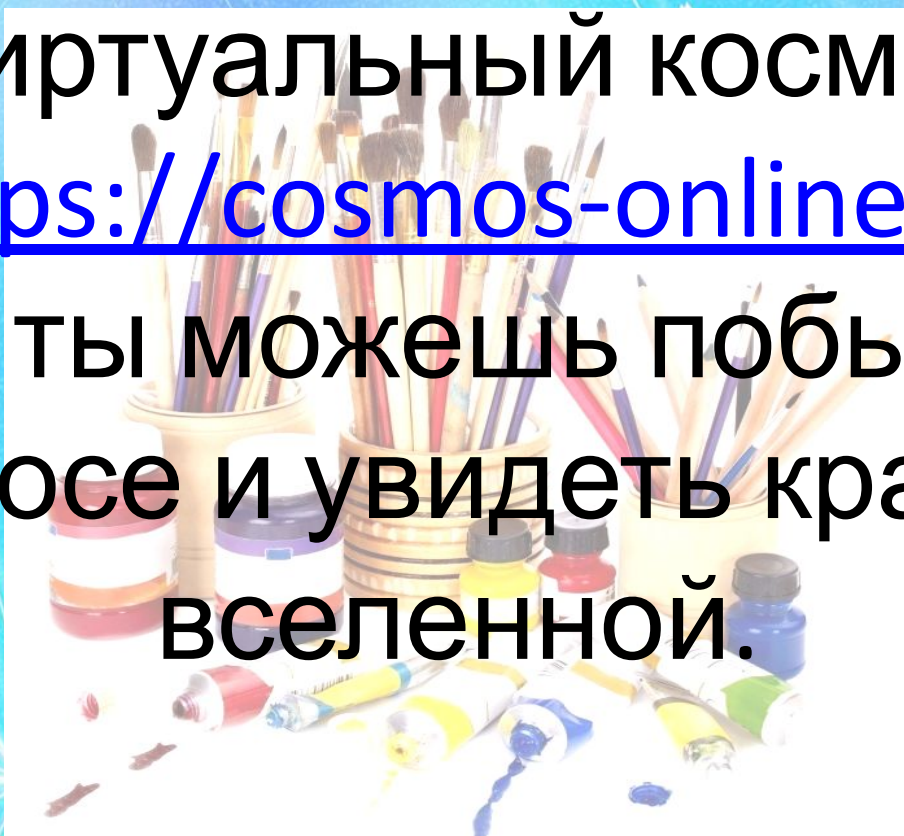 иртуальный косм
ps://cosmos-online
ты можешь побы
осе и увидеть кра
вселенной.